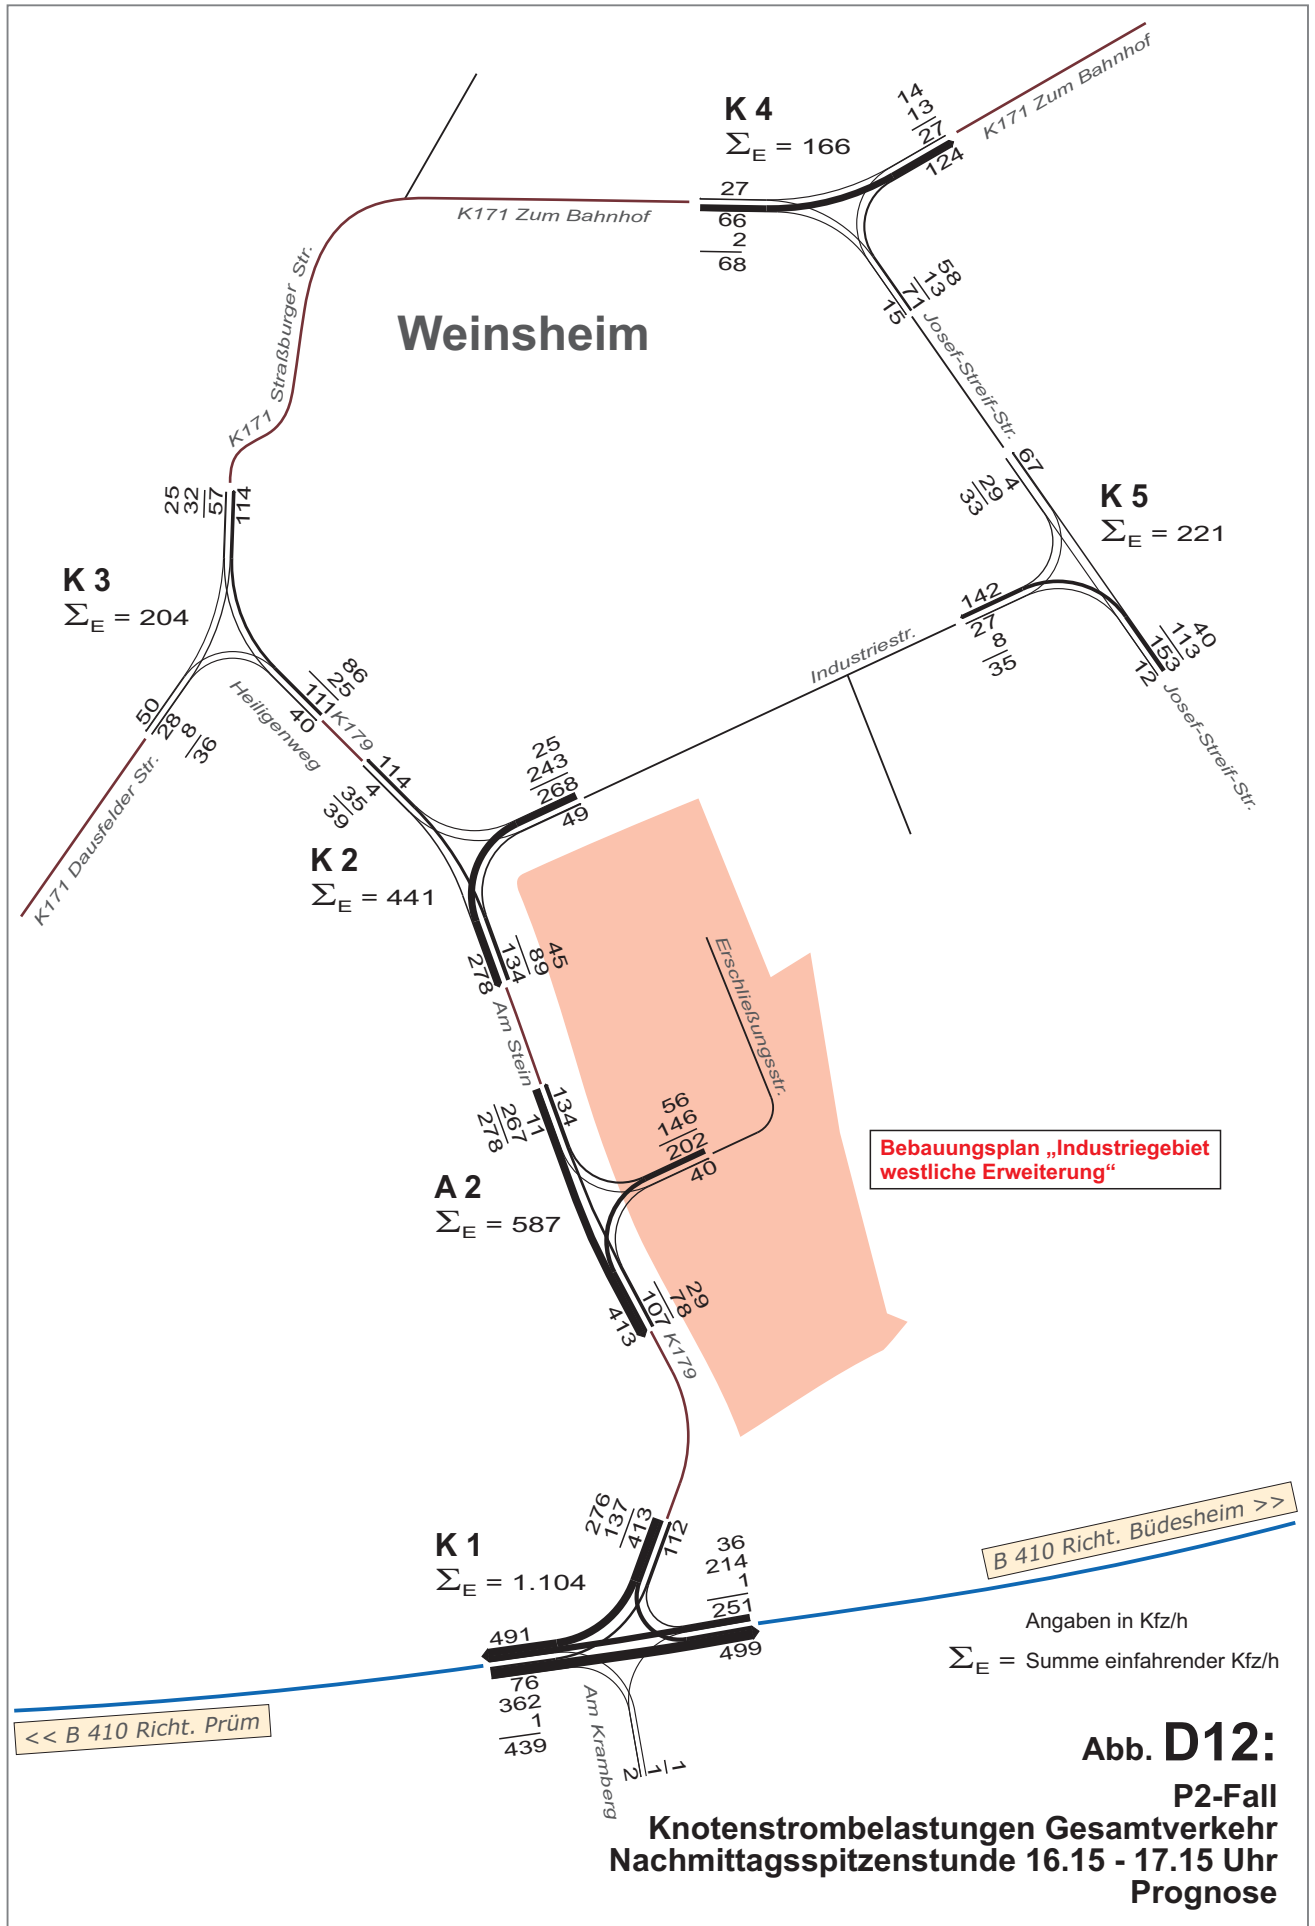 K 4
ΣE = 166
14
13
27
124
K171 Zum Bahnhof
27
66
2
68
K171 Zum Bahnhof
58
13
71
15
Josef-Streif-Str.
Weinsheim
K171 Straßburger Str.
25
32
57
114
K 3
ΣE = 204
50
28
8
36
K171 Dausfelder Str.
Heiligenweg
86
25
111
40
K179
67
4
29
33
K 5
ΣE = 221
142
27
8
35
40
113
153
12
Josef-Streif-Str.
Industriestr.
114
4
35
39
25
243
268
49
K 2
ΣE = 441
45
89
134
278
Am Stein
Erschließungsstr.
134
11
267
278
56
146
202
40
A 2
ΣE = 587
29
78
107
413
K179
Bebauungsplan „Industriegebiet
westliche Erweiterung“
276
137
413
112
K 1
ΣE = 1.104
36
214
1
251
491
499
76
362
1
439
Am Kramberg
2
1
1
B 410 Richt. Büdesheim >>
<< B 410 Richt. Prüm
Angaben in Kfz/h
ΣE = Summe einfahrender Kfz/h
Abb. D12:
P2-Fall
Knotenstrombelastungen Gesamtverkehr
Nachmittagsspitzenstunde 16.15 - 17.15 Uhr
Prognose